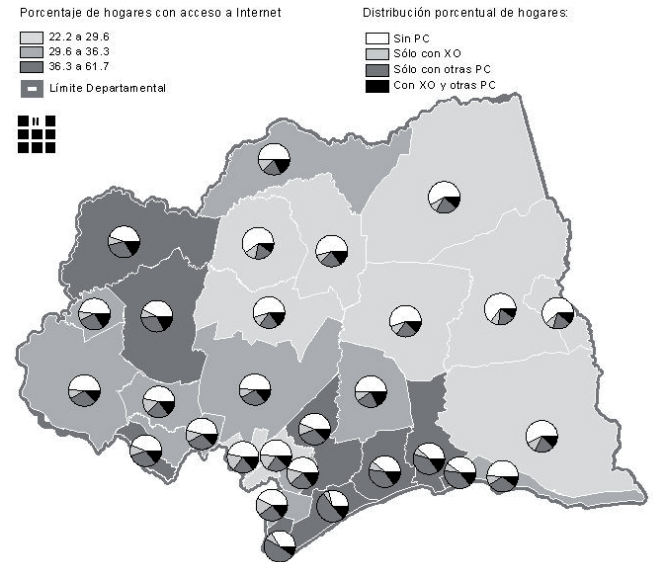 Porcentaje de hogares con acceso a Internet
22.2 a 29.6
29.6 a 36.3
36.3 a 61.7
Límite Departamental
Distribución porcentual de hogares:
Sin PC
Sólo con XO
Sólo con otras PC
Con XO y otras PC